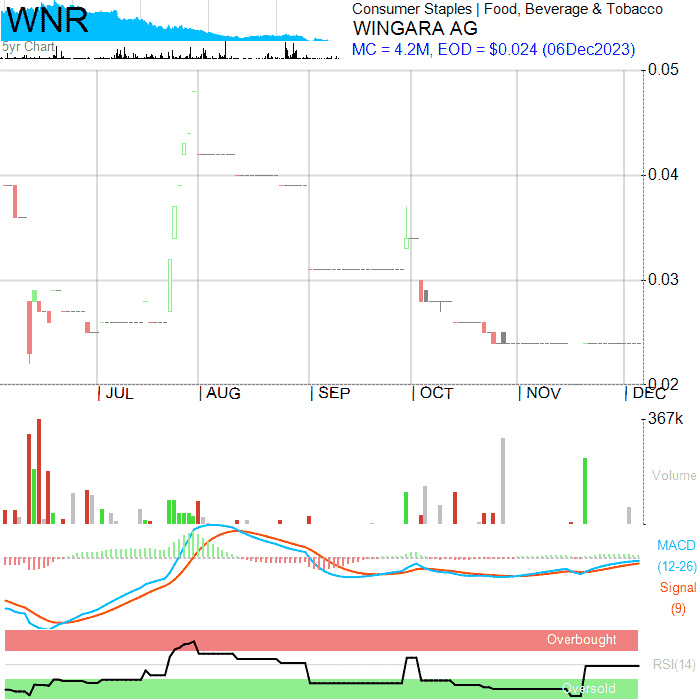 WNR
5yr Chart
Consumer Staples | Food, Beverage & Tobacco
WINGARA AG
MC = 4.2M, EOD = $0.024 (06Dec2023)
0.05
0.04
0.03
0.02
JUL
AUG
SEP
OCT
NOV
DEC
367k
Volume
MACD
(12-26)
Signal
(9)
Overbought
RSI(14)
Oversold